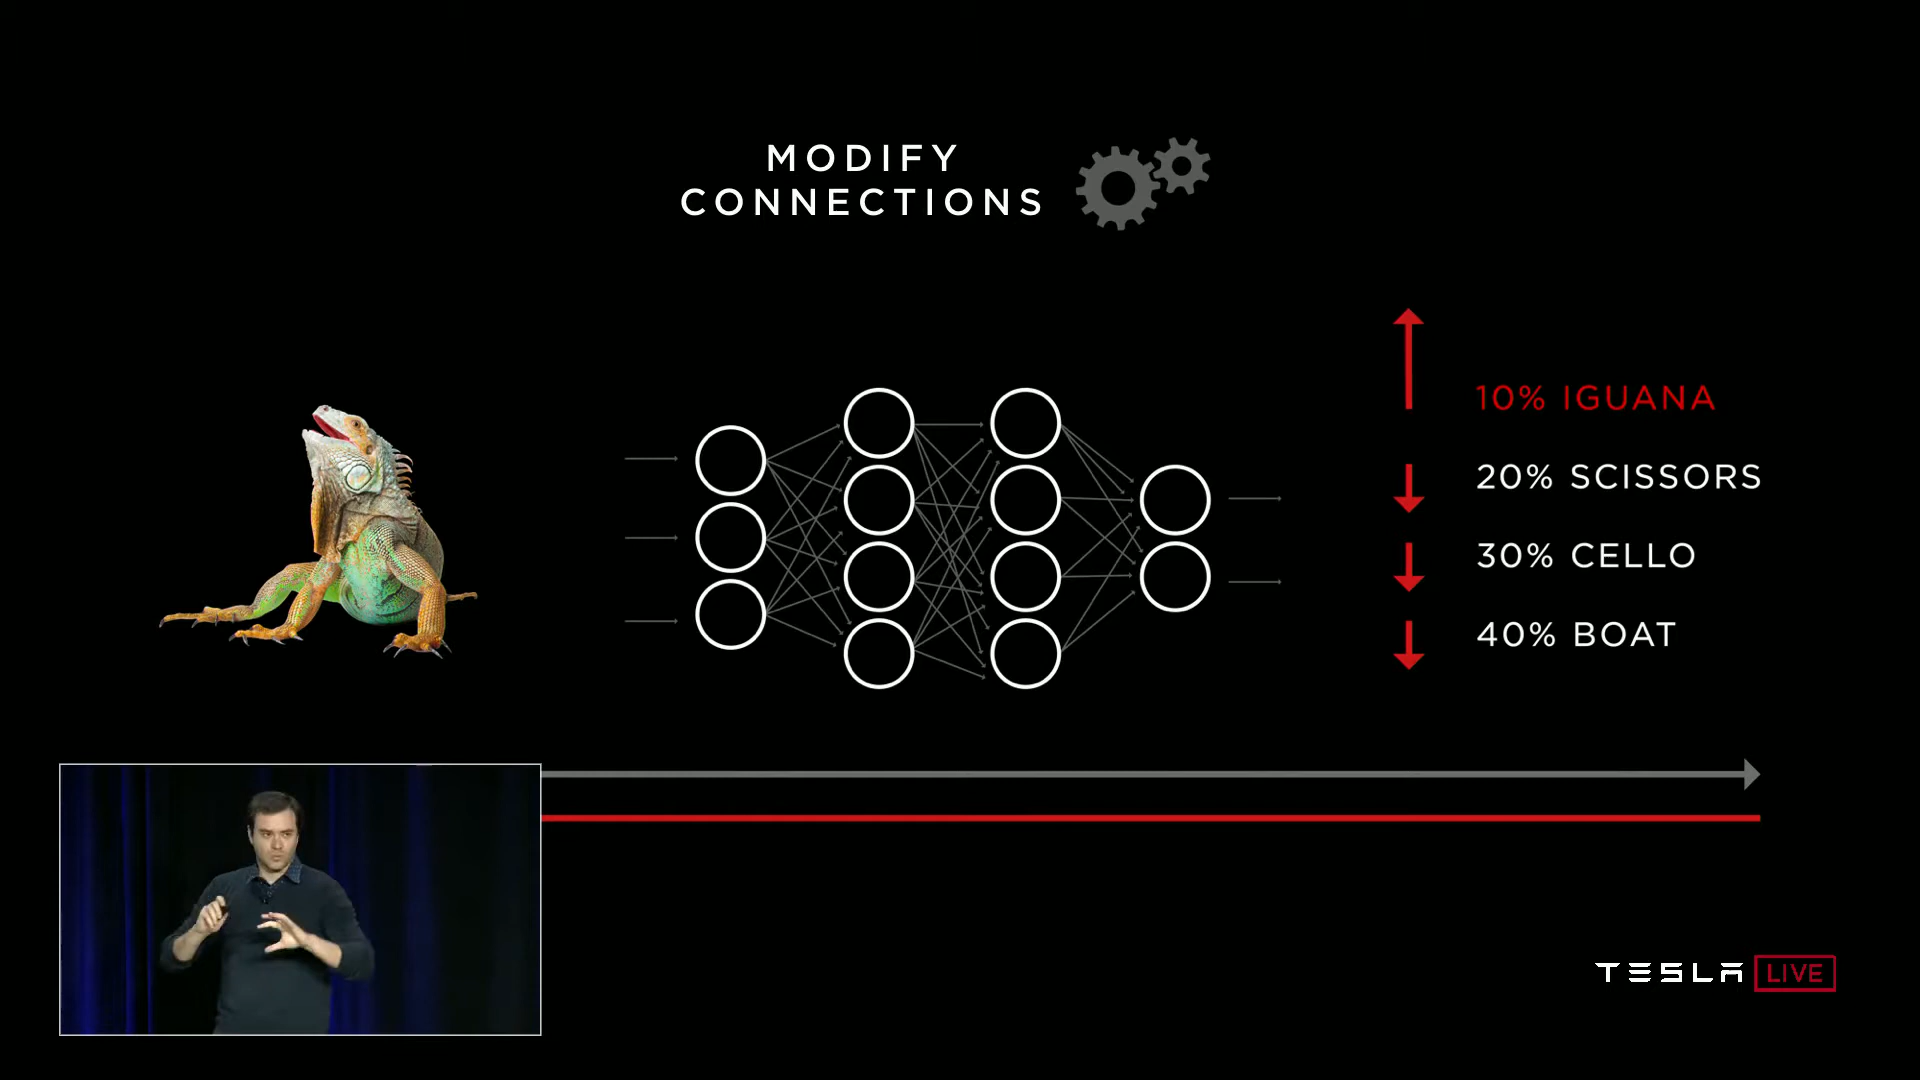 MODIFY
CONNECTIONS
10% IGUANA
20% SCISSORS
30% CELLO
40% BOAT
TESLA LIVE